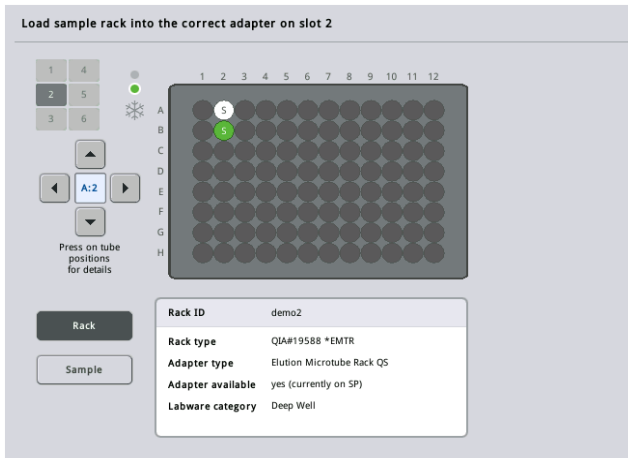 Load sample rack into the correct adapter on slot 2
1 4
2 5
3 6
1 2 3 4 5 6 7 8 9 10 11 12
A S
B S
C
D
E
F
G
H
A:2
Press on tube
positions
for details
Rack
Sample
Rack ID demo2
Rack type QIA#19588 *EMTR
Adapter type Elution Microtube Rack QS
Adapter available yes (currently on SP)
Labware category Deep Well